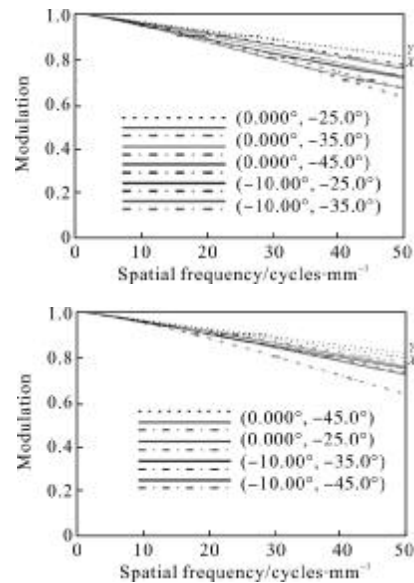 1.0
0.8
0.6
0.4
0.2
0
Modulation
y
x
(0.000°, −25.0°)
(0.000°, −35.0°)
(0.000°, −45.0°)
(−10.00°, −25.0°)
(−10.00°, −35.0°)
0 10 20 30 40 50
Spatial frequency/cycles·mm⁻¹
1.0
0.8
0.6
0.4
0.2
0
Modulation
y
x
(0.000°, −45.0°)
(0.000°, −25.0°)
(−10.00°, −35.0°)
(−10.00°, −45.0°)
0 10 20 30 40 50
Spatial frequency/cycles·mm⁻¹